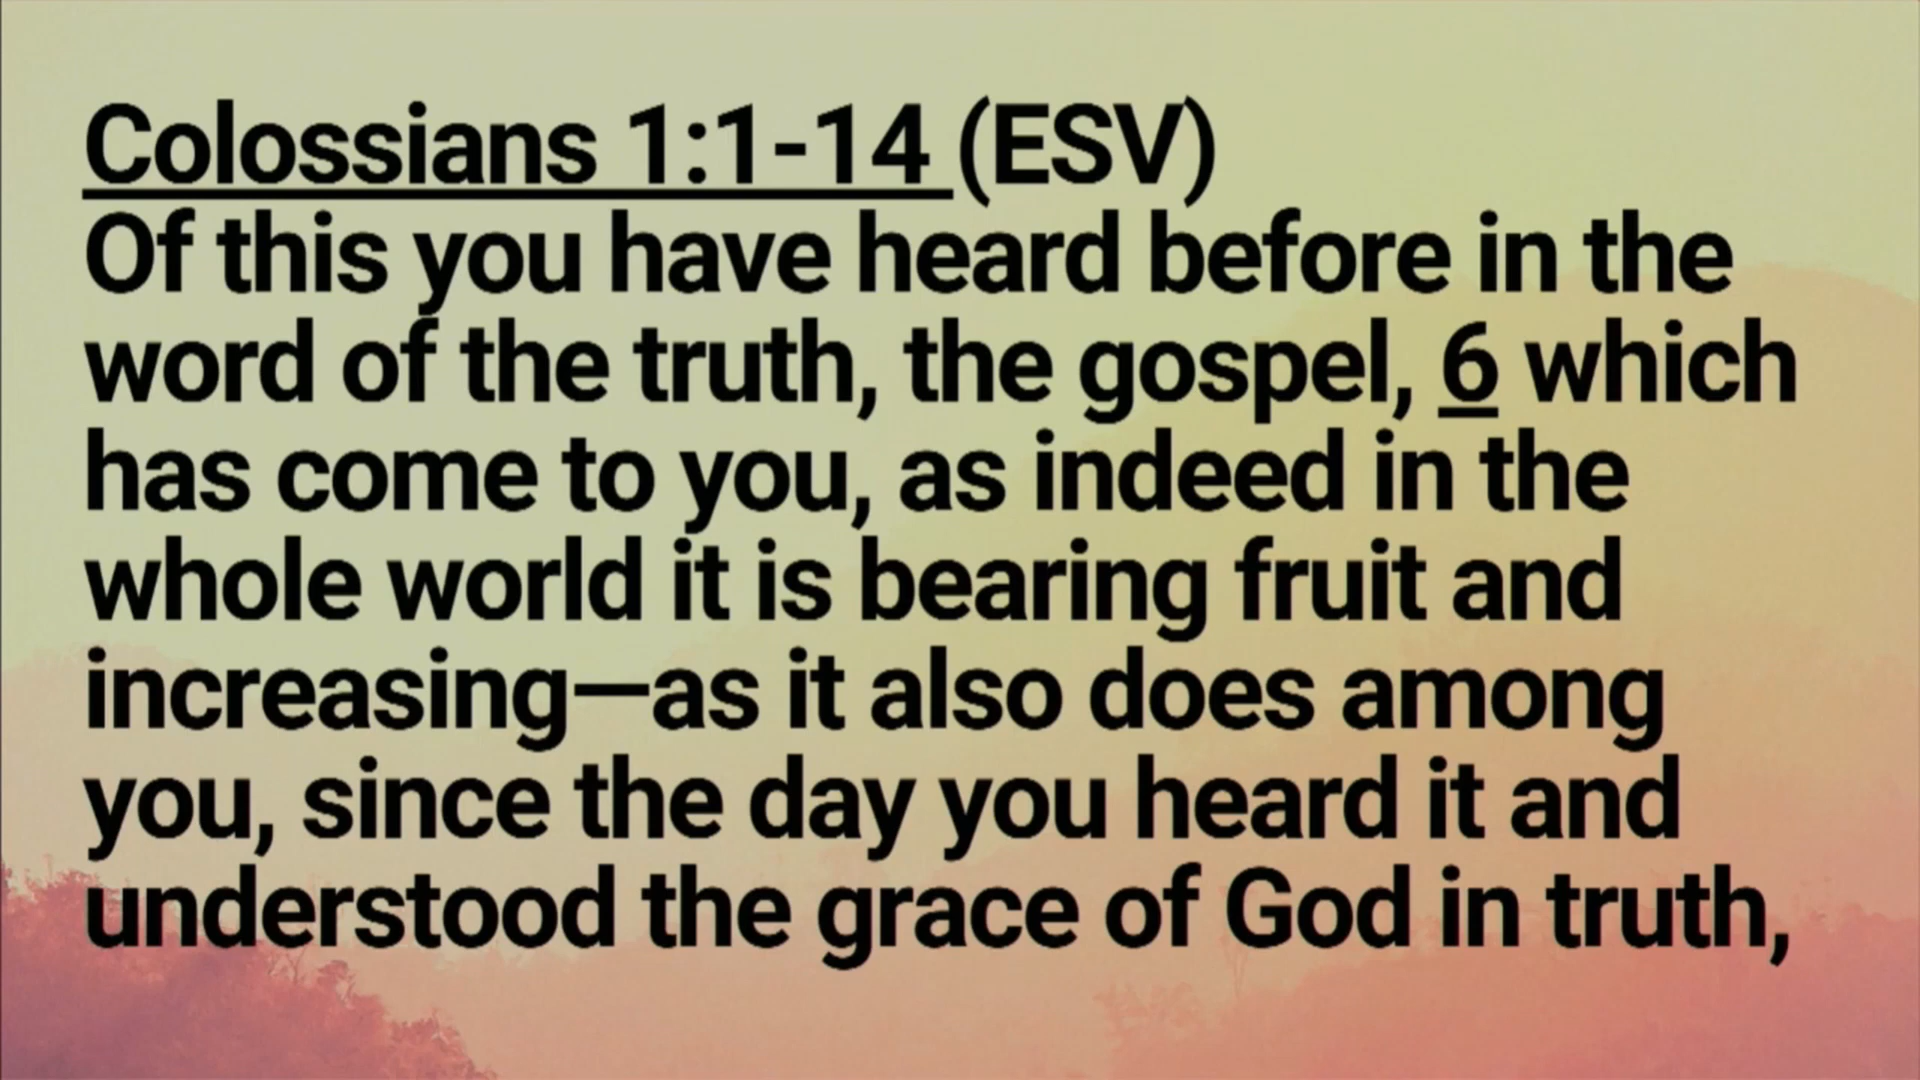 Colossians 1:1-14 (ESV)
Of this you have heard before in the
word of the truth, the gospel, 6 which
has come to you, as indeed in the
whole world it is bearing fruit and
increasing—as it also does among
you, since the day you heard it and
understood the grace of God in truth,